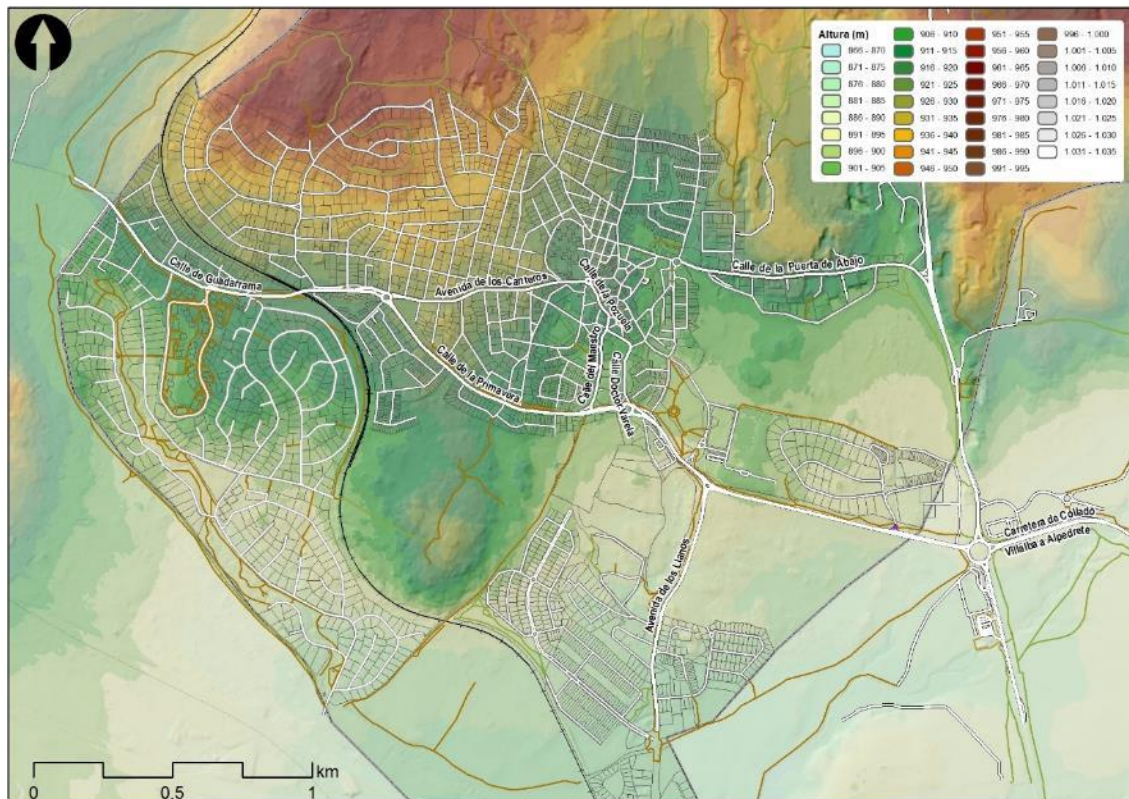 Altura (m)
866 - 870
871 - 875
876 - 880
881 - 885
886 - 890
891 - 895
896 - 900
901 - 905
906 - 910
911 - 915
916 - 920
921 - 925
926 - 930
931 - 935
936 - 940
941 - 945
946 - 950
951 - 955
956 - 960
961 - 965
966 - 970
971 - 975
976 - 980
981 - 985
986 - 990
991 - 995
996 - 1.000
1.001 - 1.005
1.006 - 1.010
1.011 - 1.015
1.016 - 1.020
1.021 - 1.025
1.026 - 1.030
1.031 - 1.035
Calle de Guadarrama
Avenida de los Canteros
Calle de la Pozuela
Calle de la Puerta de Abajo
Calle de la Primavera
Calle del Maestro
Calle Doctor Varela
Avenida de los Llanos
Carretera de Collado
Villalba a Alpedrete
0 0.5 1 km